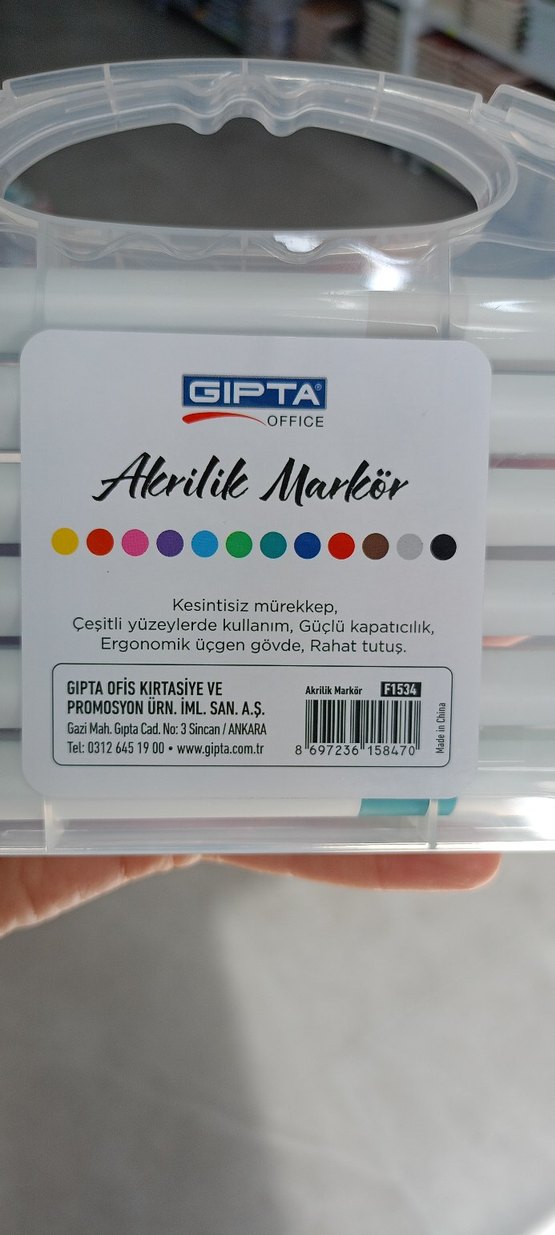 GIPTA®
OFFICE
Akrilik Markör
Kesintisiz mürekkep,
Çeşitli yüzeylerde kullanım, Güçlü kapatıcılık,
Ergonomik üçgen gövde, Rahat tutuş.
GIPTA OFİS KIRTASİYE VE
PROMOSYON ÜRN. İML. SAN. A.Ş.
Gazi Mah. Gıpta Cad. No: 3 Sincan / ANKARA
Tel: 0312 645 19 00 • www.gipta.com.tr
Akrilik Markör F1534
8 697236 158470
Made in China